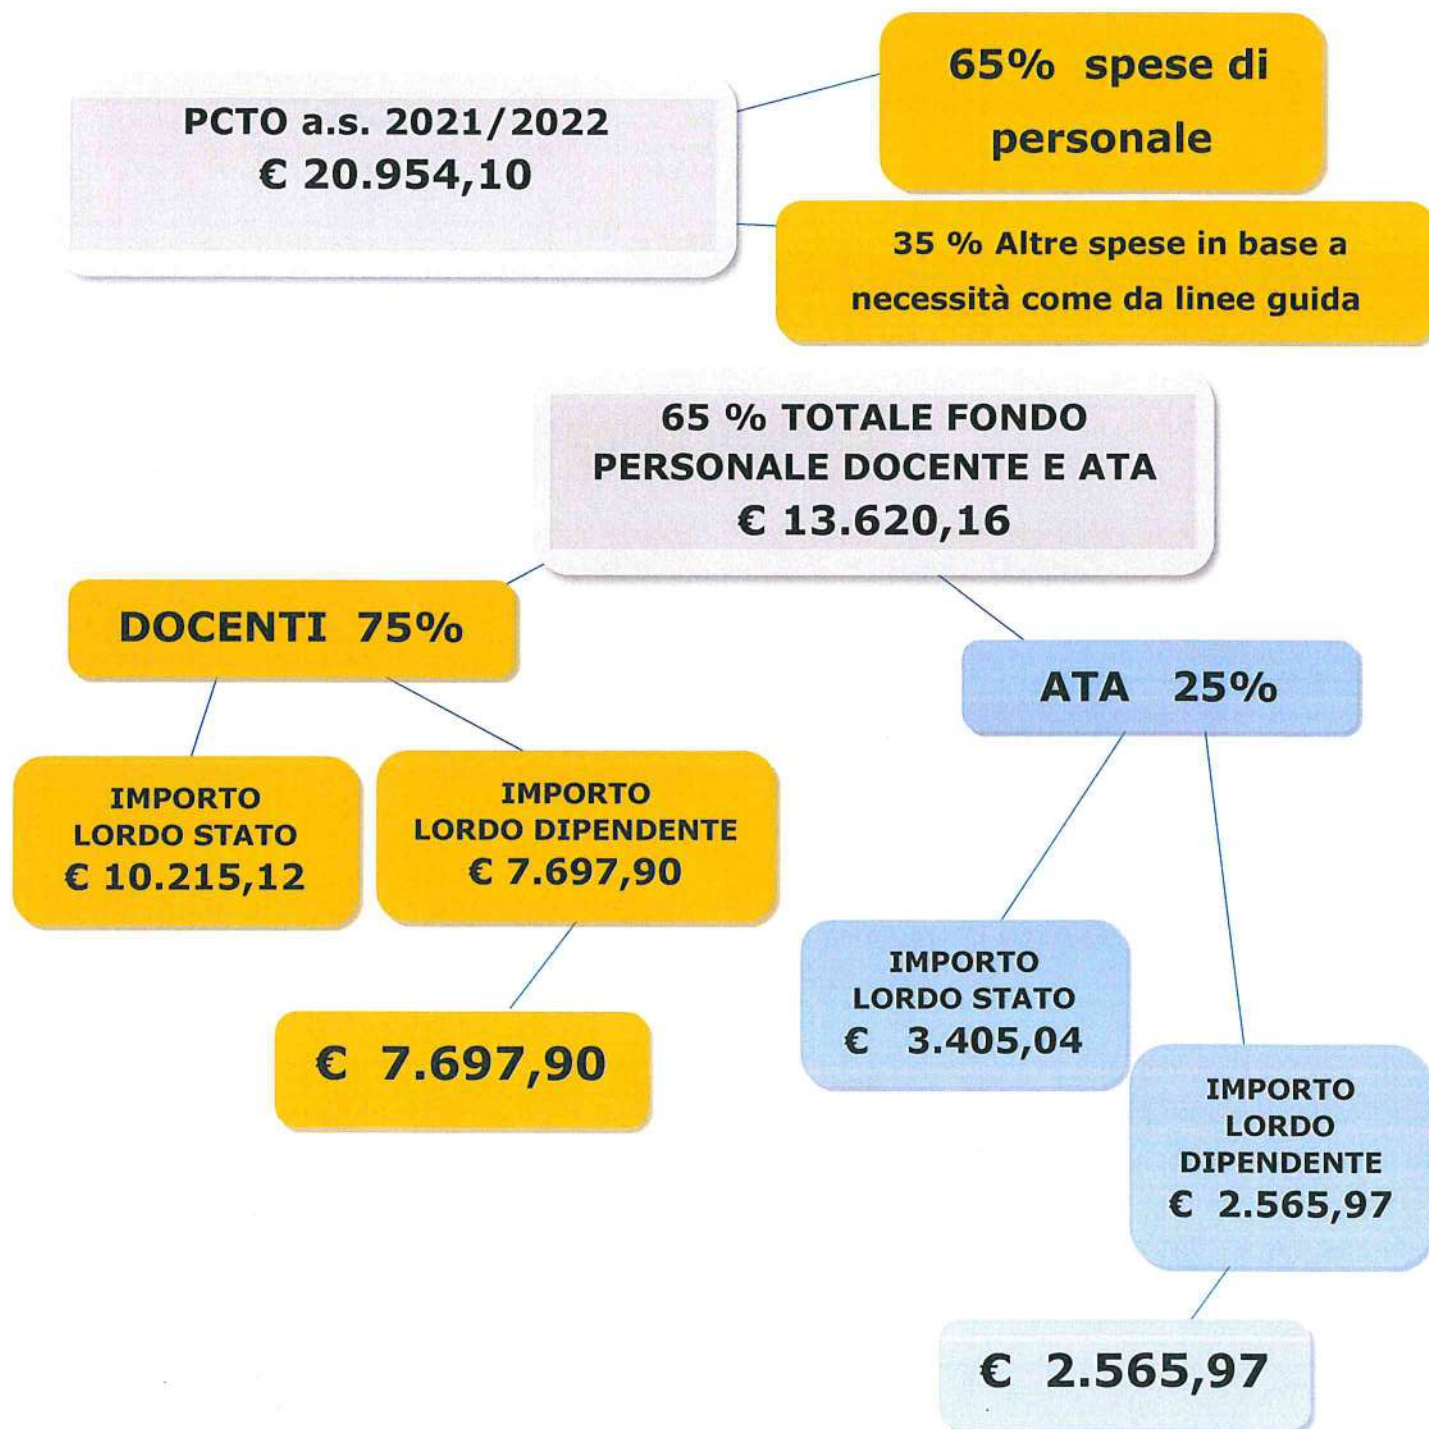 PCTO a.s. 2021/2022
€ 20.954,10
65% spese di
personale
35 % Altre spese in base a
necessità come da linee guida
65 % TOTALE FONDO
PERSONALE DOCENTE E ATA
€ 13.620,16
DOCENTI 75%
ATA 25%
IMPORTO
LORDO STATO
€ 10.215,12
IMPORTO
LORDO DIPENDENTE
€ 7.697,90
€ 7.697,90
IMPORTO
LORDO STATO
€ 3.405,04
IMPORTO
LORDO
DIPENDENTE
€ 2.565,97
€ 2.565,97